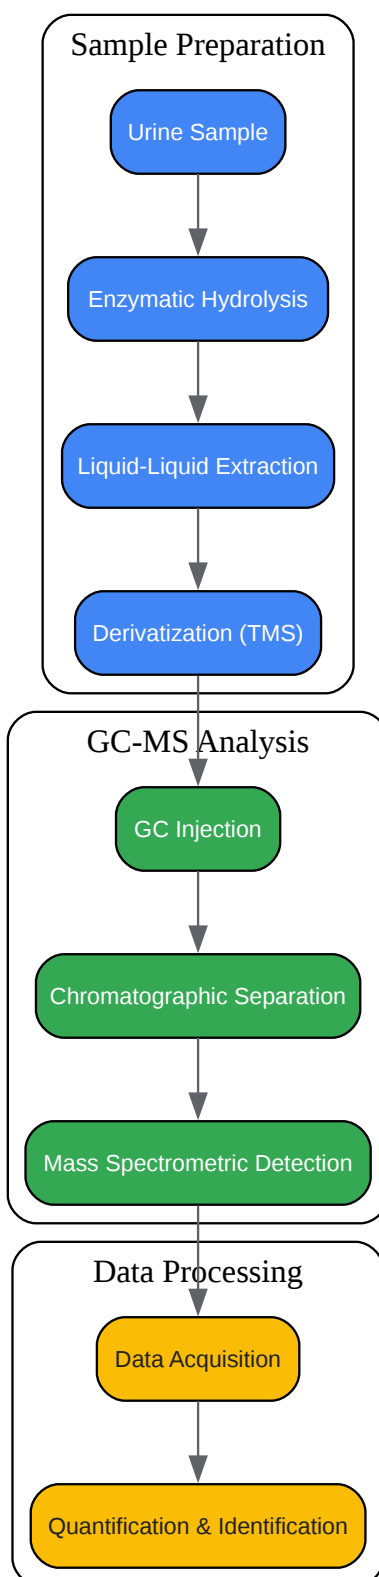 Sample Preparation
Urine Sample
Enzymatic Hydrolysis
Liquid-Liquid Extraction
Derivatization (TMS)
GC-MS Analysis
GC Injection
Chromatographic Separation
Mass Spectrometric Detection
Data Processing
Data Acquisition
Quantification & Identification